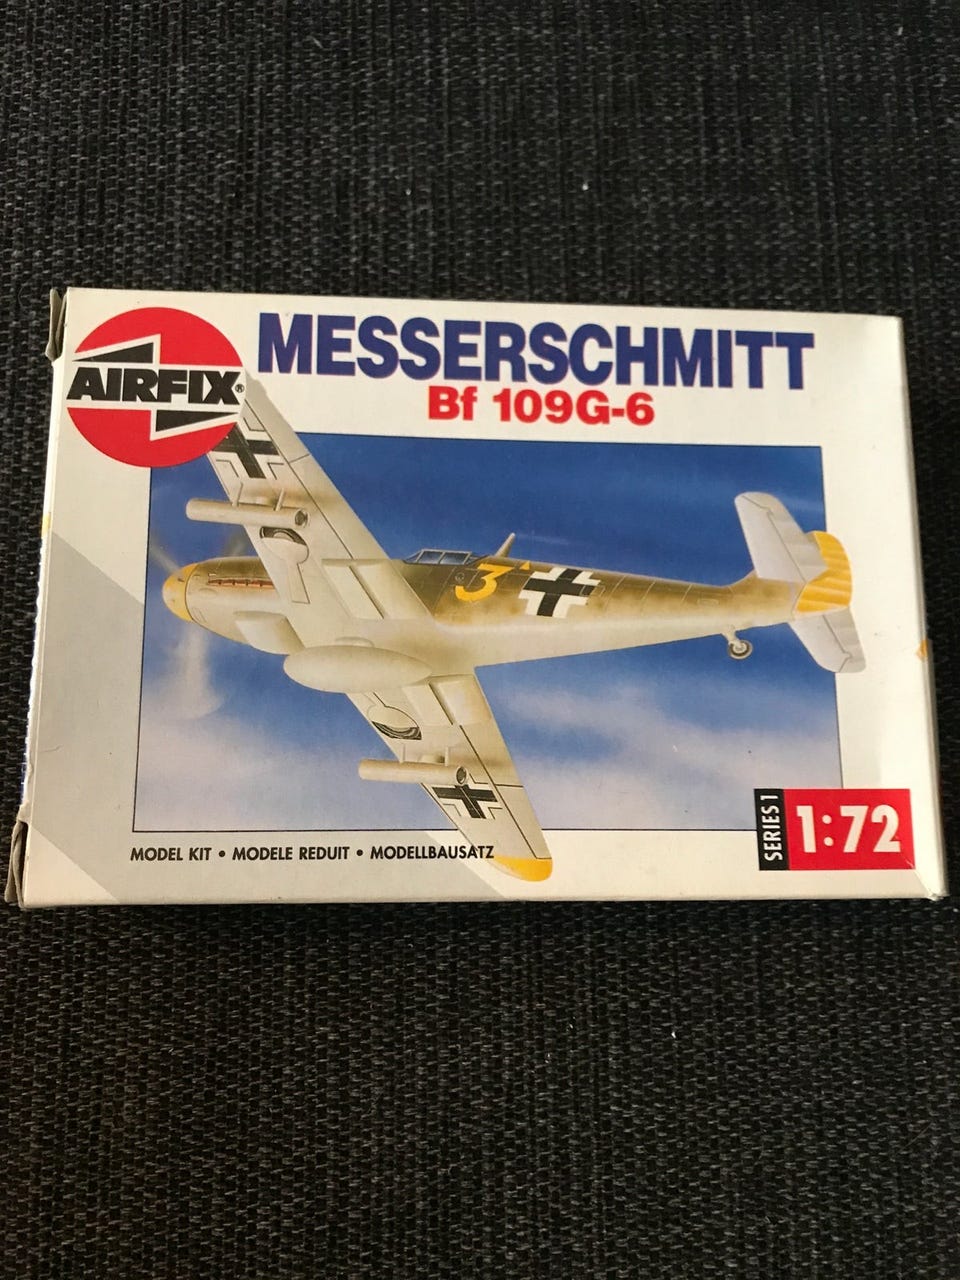 MESSERSCHMITT
Bf 109G-6
AIRFIX®
3
SERIES 1
1:72
MODEL KIT • MODELE REDUIT • MODELLBAUSATZ